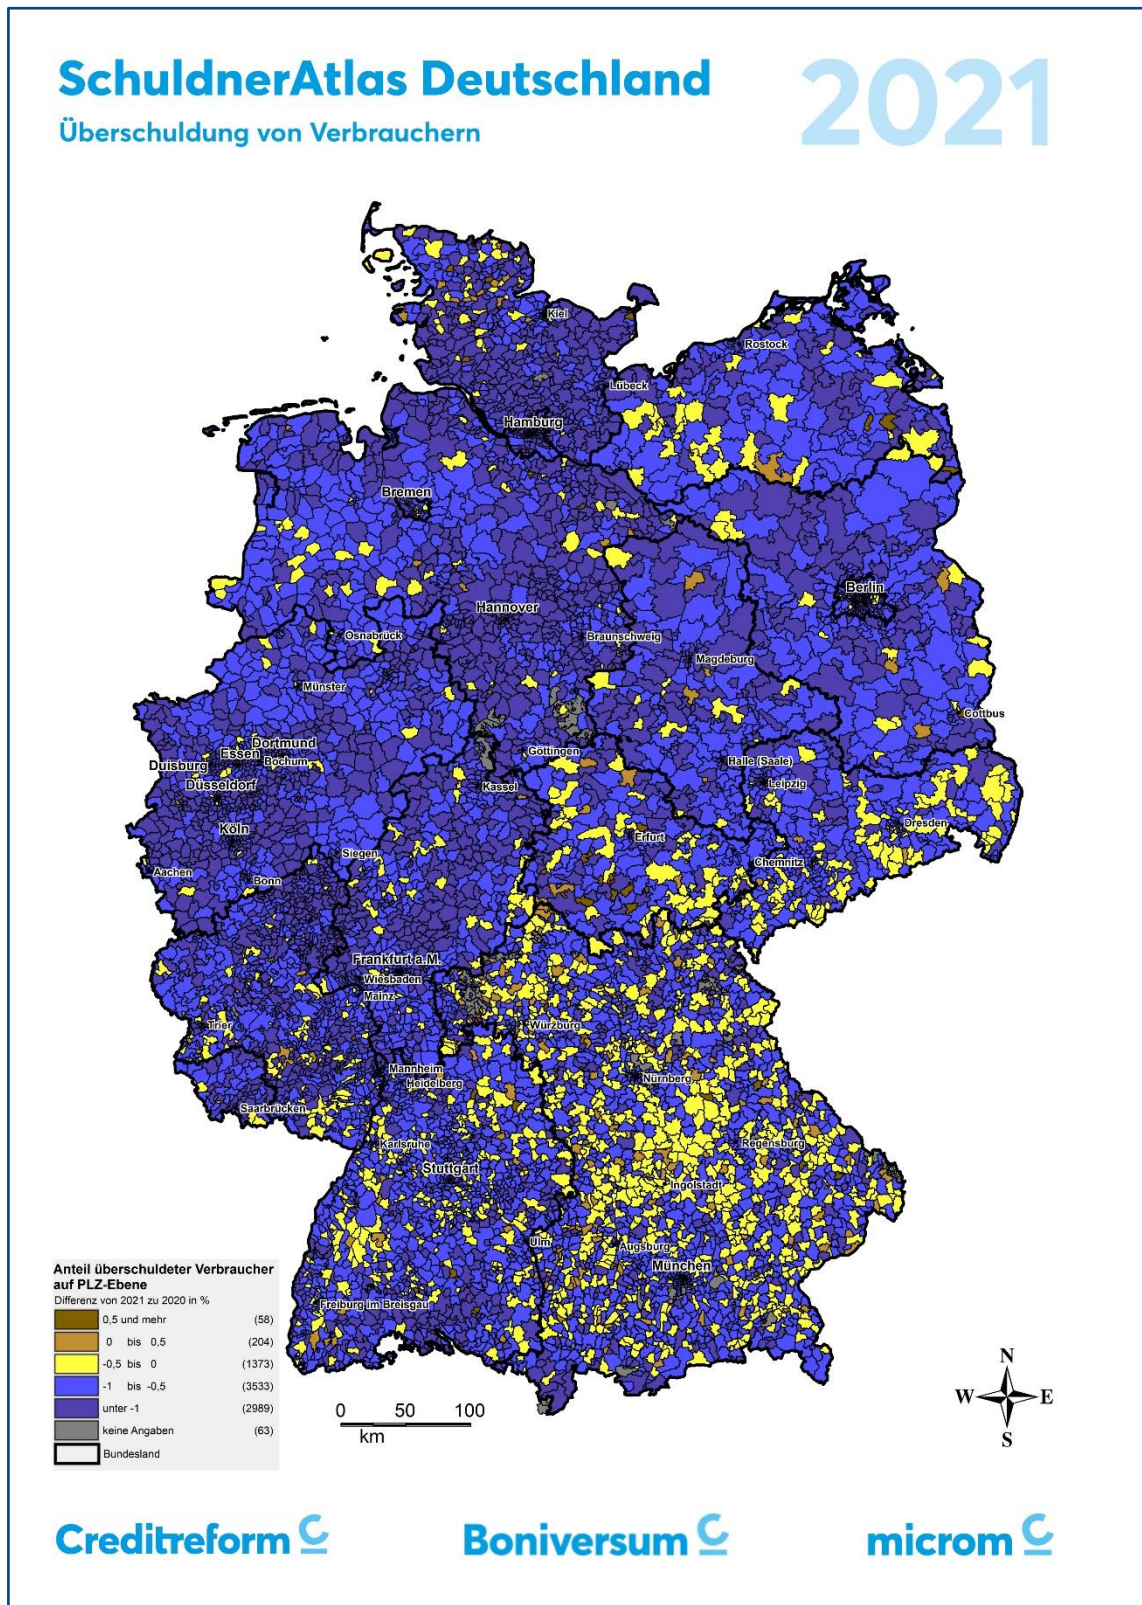 SchuldnerAtlas Deutschland
2021
Überschuldung von Verbrauchern
Kiel
Rostock
Lübeck
Hamburg
Bremen
Berlin
Hannover
Osnabrück
Braunschweig
Magdeburg
Münster
Cottbus
Dortmund
Essen
Bochum
Göttingen
Duisburg
Halle (Saale)
Düsseldorf
Kassel
Leipzig
Köln
Dresden
Erfurt
Siegen
Chemnitz
Aachen
Bonn
Frankfurt a.M.
Wiesbaden
Mainz
Trier
Würzburg
Mannheim
Heidelberg
Nürnberg
Saarbrücken
Karlsruhe
Regensburg
Stuttgart
Ingolstadt
Ulm
Augsburg
München
Freiburg im Breisgau
Anteil überschuldeter Verbraucher
auf PLZ-Ebene
Differenz von 2021 zu 2020 in %
0,5 und mehr (58)
0 bis 0,5 (204)
-0,5 bis 0 (1373)
-1 bis -0,5 (3533)
unter -1 (2989)
keine Angaben (63)
Bundesland
0 50 100
km
N
W E
S
Creditreform C
Boniversum C
microm C